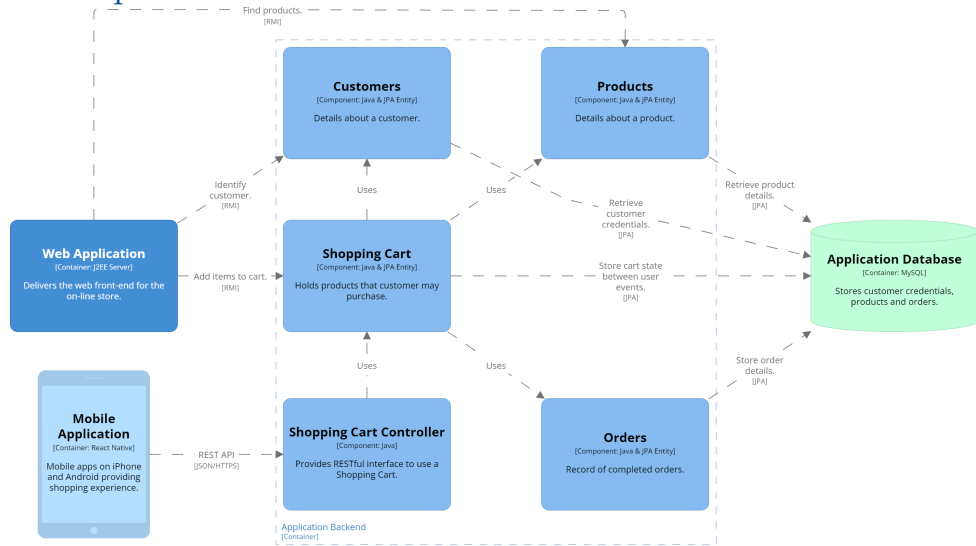 Find products.
[RMI]
Customers
[Component: Java & JPA Entity]
Details about a customer.
Products
[Component: Java & JPA Entity]
Details about a product.
Identify
customer.
[RMI]
Uses
Uses
Retrieve
customer
credentials.
[JPA]
Retrieve product
details.
[JPA]
Web Application
[Container: J2EE Server]
Delivers the web front-end for the
on-line store.
Add items to cart.
[RMI]
Shopping Cart
[Component: Java & JPA Entity]
Holds products that customer may
purchase.
Store cart state
between user
events.
[JPA]
Application Database
[Container: MySQL]
Stores customer credentials,
products and orders.
Uses
Uses
Store order
details.
[JPA]
Mobile
Application
[Container: React Native]
Mobile apps on iPhone
and Android providing
shopping experience.
REST API
[JSON/HTTPS]
Shopping Cart Controller
[Component: Java]
Provides RESTful interface to use a
Shopping Cart.
Orders
[Component: Java & JPA Entity]
Record of completed orders.
Application Backend
[Container]